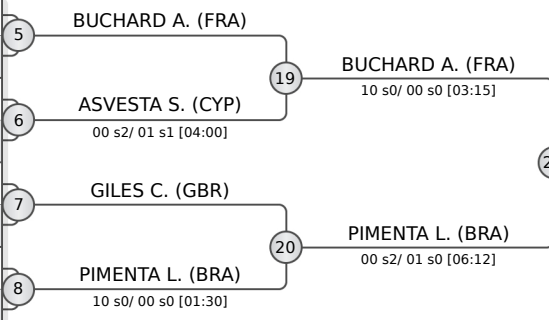 BUCHARD A. (FRA)
5
19
BUCHARD A. (FRA)
10 s0/ 00 s0 [03:15]
ASVESTA S. (CYP)
6
00 s2/ 01 s1 [04:00]
GILES C. (GBR)
7
20
PIMENTA L. (BRA)
00 s2/ 01 s0 [06:12]
PIMENTA L. (BRA)
8
10 s0/ 00 s0 [01:30]